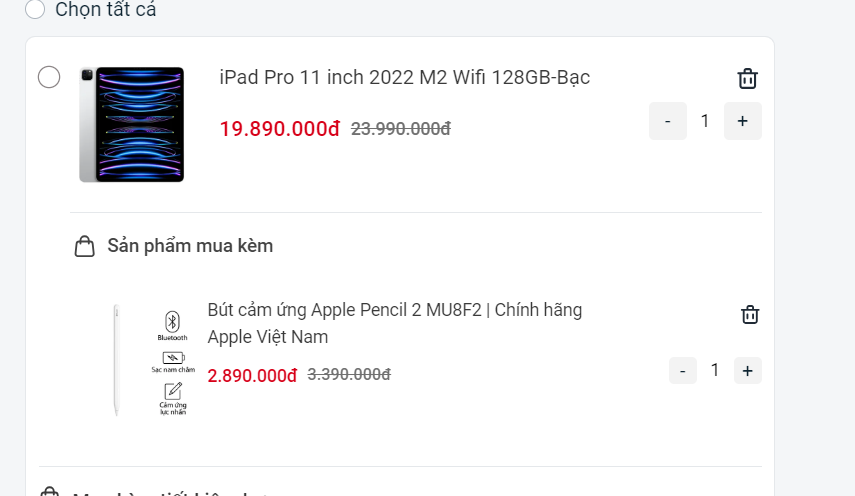 Chọn tất cả
iPad Pro 11 inch 2022 M2 Wifi 128GB-Bạc
19.890.000đ 23.990.000đ
- 1 +
Sản phẩm mua kèm
Bút cảm ứng Apple Pencil 2 MU8F2 | Chính hãng
Apple Việt Nam
2.890.000đ 3.390.000đ
- 1 +
Bluetooth
Sạc nam châm
Cảm ứng
lực nhấn